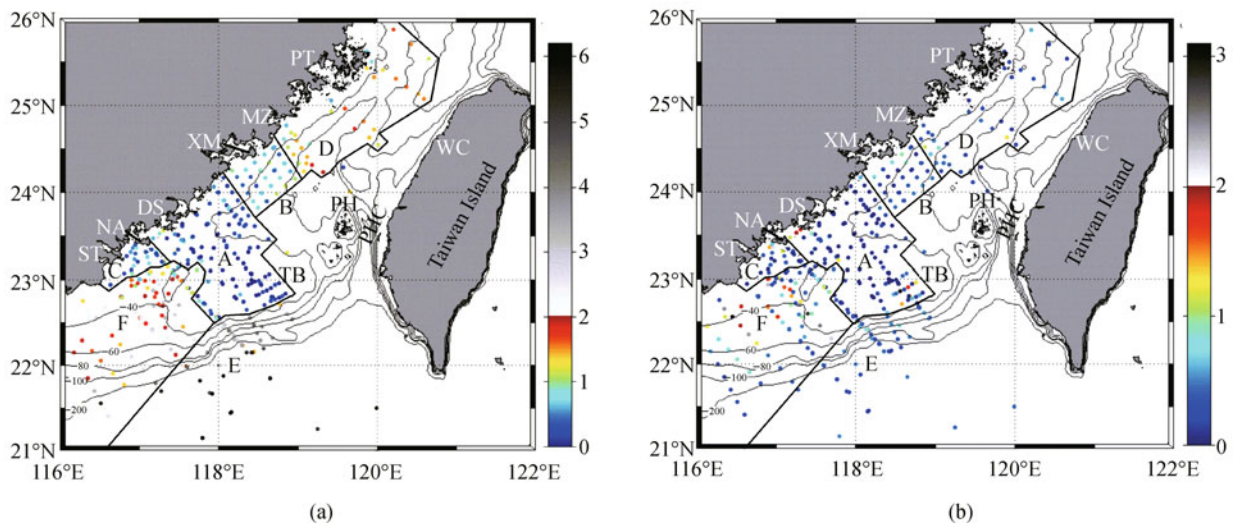 26°N
25°N
24°N
23°N
22°N
21°N
116°E
118°E
120°E
122°E
PT
MZ
XM
DS
NA
ST
WC
D
B
PH
PHC
A
C
TB
F
E
Taiwan Island
−40
−60
−80
−100
−200
6
5
4
3
2
1
0
(a)
26°N
25°N
24°N
23°N
22°N
21°N
116°E
118°E
120°E
122°E
PT
MZ
XM
DS
NA
ST
WC
D
B
PH
PHC
A
C
TB
F
E
Taiwan Island
−40
−60
−80
−100
−200
3
2
1
0
(b)